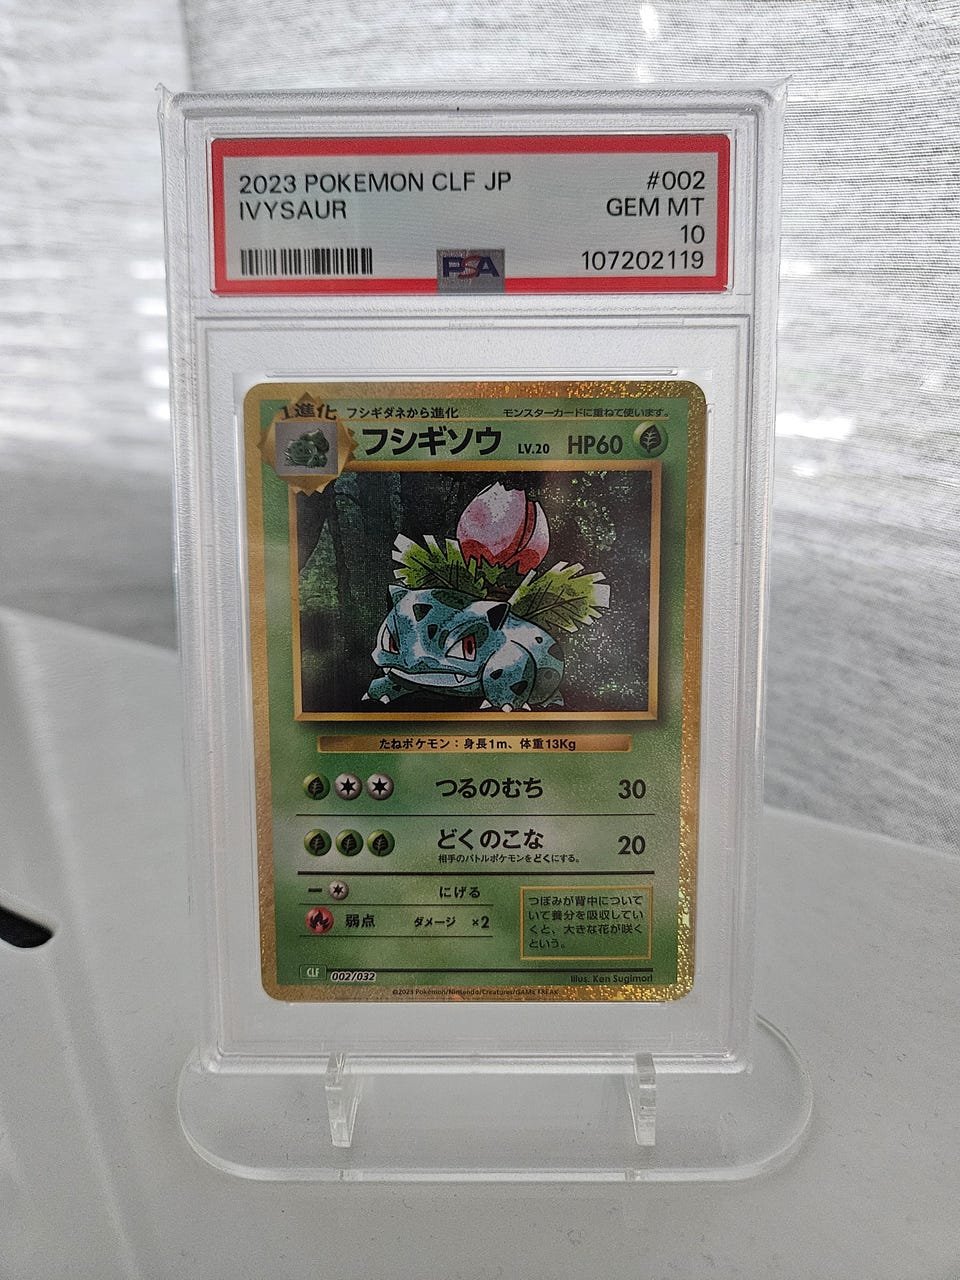 2023 POKEMON CLF JP #002
IVYSAUR GEM MT
10
PSA 107202119
1進化 フシギダネから進化 モンスターカードに重ねて使います。
フシギソウ LV.20 HP60
たねポケモン：身長1m、体重13Kg
つるのむち 30
どくのこな 20
相手のバトルポケモンをどくにする。
にげる
弱点 ダメージ ×2
つぼみが背中について
いて養分を吸収してい
くと、大きな花が咲く
という。
CLF 002/032 Illus. Ken Sugimori
©2023 Pokémon/Nintendo/Creatures/GAME FREAK.